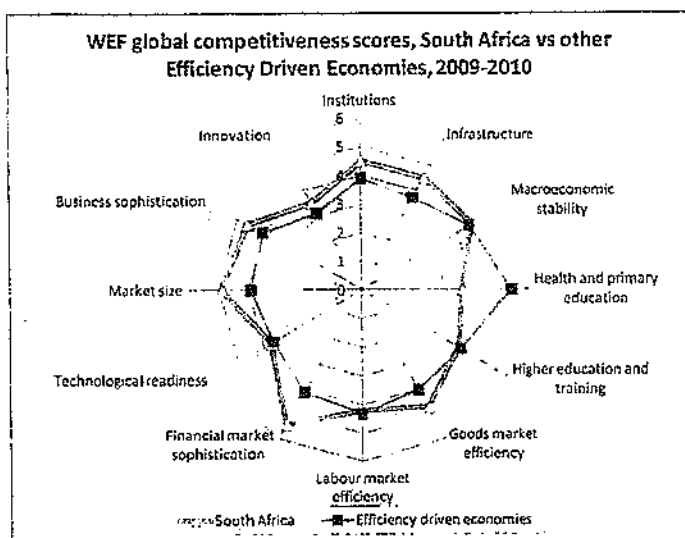 WEF global competitiveness scores, South Africa vs other
Efficiency Driven Economies, 2009-2010
Institutions
6
Innovation
5
Infrastructure
4
Business sophistication
3
Macroeconomic
stability
2
1
Market size
0
Health and primary
education
Technological readiness
Higher education and
training
Financial market
sophistication
Goods market
efficiency
Labour market
efficiency
South Africa
Efficiency driven economies